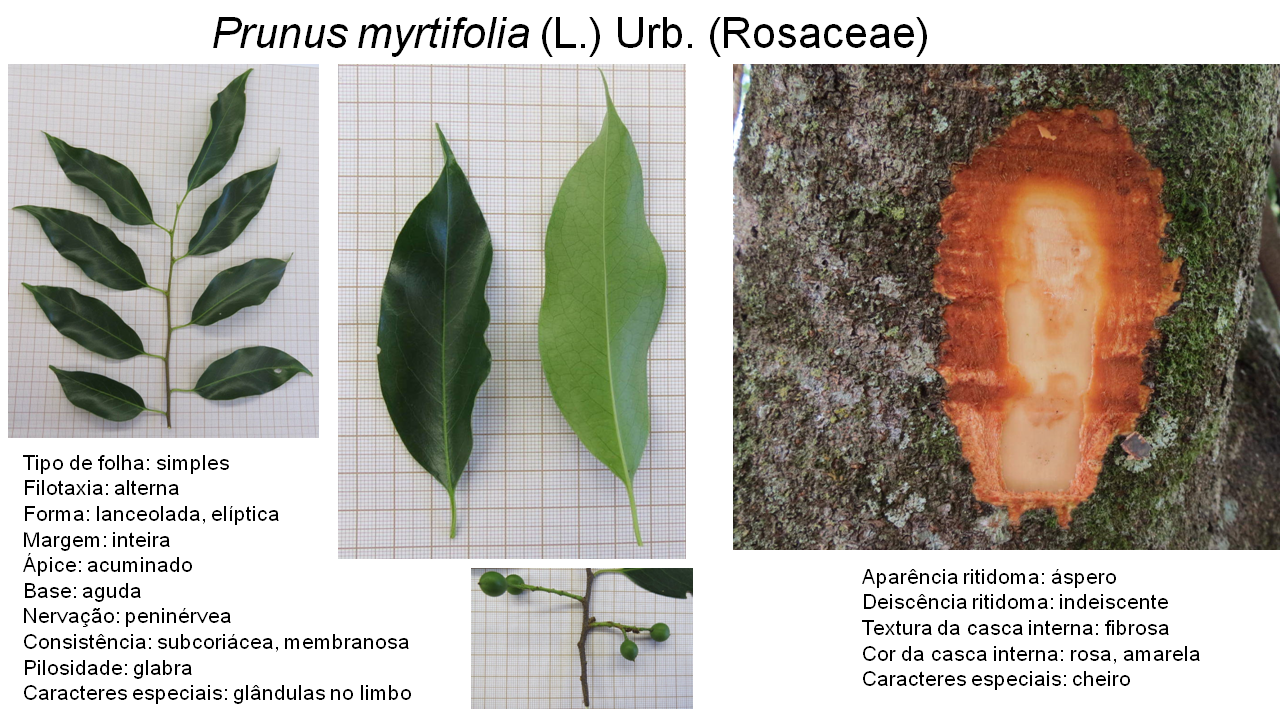 Prunus myrtifolia (L.) Urb. (Rosaceae)
Tipo de folha: simples
Filotaxia: alterna
Forma: lanceolada, elíptica
Margem: inteira
Ápice: acuminado
Base: aguda
Nervação: peninérvea
Consistência: subcoriácea, membranosa
Pilosidade: glabra
Caracteres especiais: glândulas no limbo
Aparência ritidoma: áspero
Deiscência ritidoma: indeiscente
Textura da casca interna: fibrosa
Cor da casca interna: rosa, amarela
Caracteres especiais: cheiro